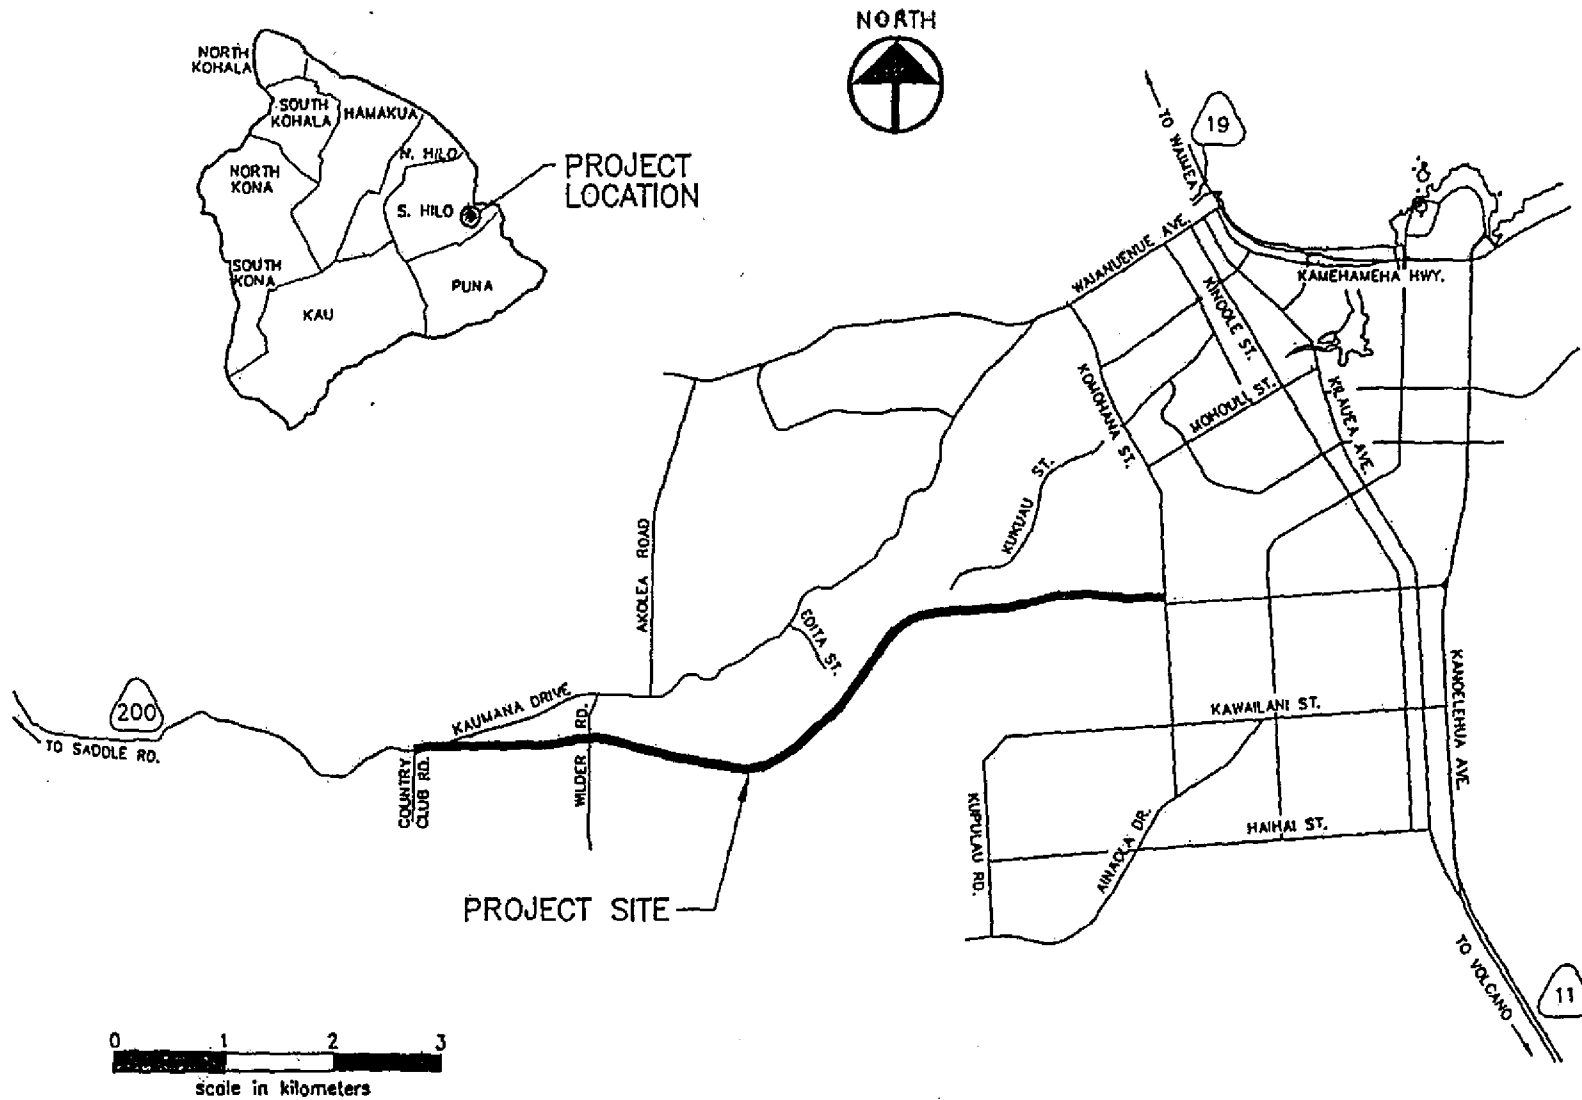 NORTH
NORTH
KOHALA
SOUTH
KOHALA
HAMAKUA
N. HILO
NORTH
KONA
S. HILO
SOUTH
KONA
KAU
PUNA
PROJECT
LOCATION
TO WAIMEA
19
WAIANUENUE AVE.
KAMEHAMEHA HWY.
KINOOLE ST.
KOMOHANA ST.
MOHOULI ST.
KILAUEA AVE.
KUKUAU ST.
AKOLEA ROAD
EDITA ST.
KAUMANA DRIVE
200
TO SADDLE RD.
COUNTRY
CLUB RD.
WILDER RD.
KAWAILANI ST.
KANOELEHUA AVE.
KUPULAU RD.
AINAOLA DR.
HAIHAI ST.
PROJECT SITE
TO VOLCANO
11
0 1 2 3
scale in kilometers